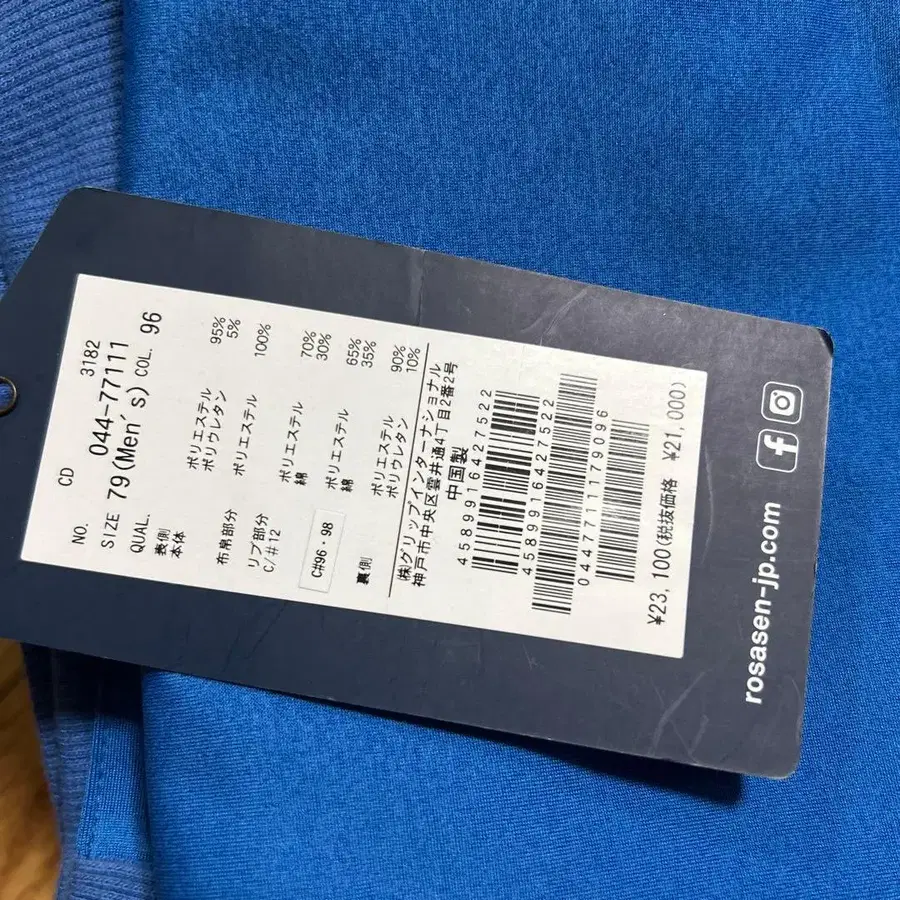 CD 3182
NO. 044-77111
SIZE 79(Men's) COL. 96
QUAL.
表側
本体 ポリエステル 95%
ポリウレタン 5%
布帛部分 ポリエステル 100%
リブ部分
C/#12 ポリエステル 70%
綿 30%
C#96・98 ポリエステル 65%
綿 35%
裏側 ポリエステル 90%
ポリウレタン 10%
㈱グリップインターナショナル
神戸市中央区雲井通4丁目2番2号
中国製
4589916427522
4589916427522
0447711179096
¥23,100(税抜価格 ¥21,000)
rosasen-jp.com